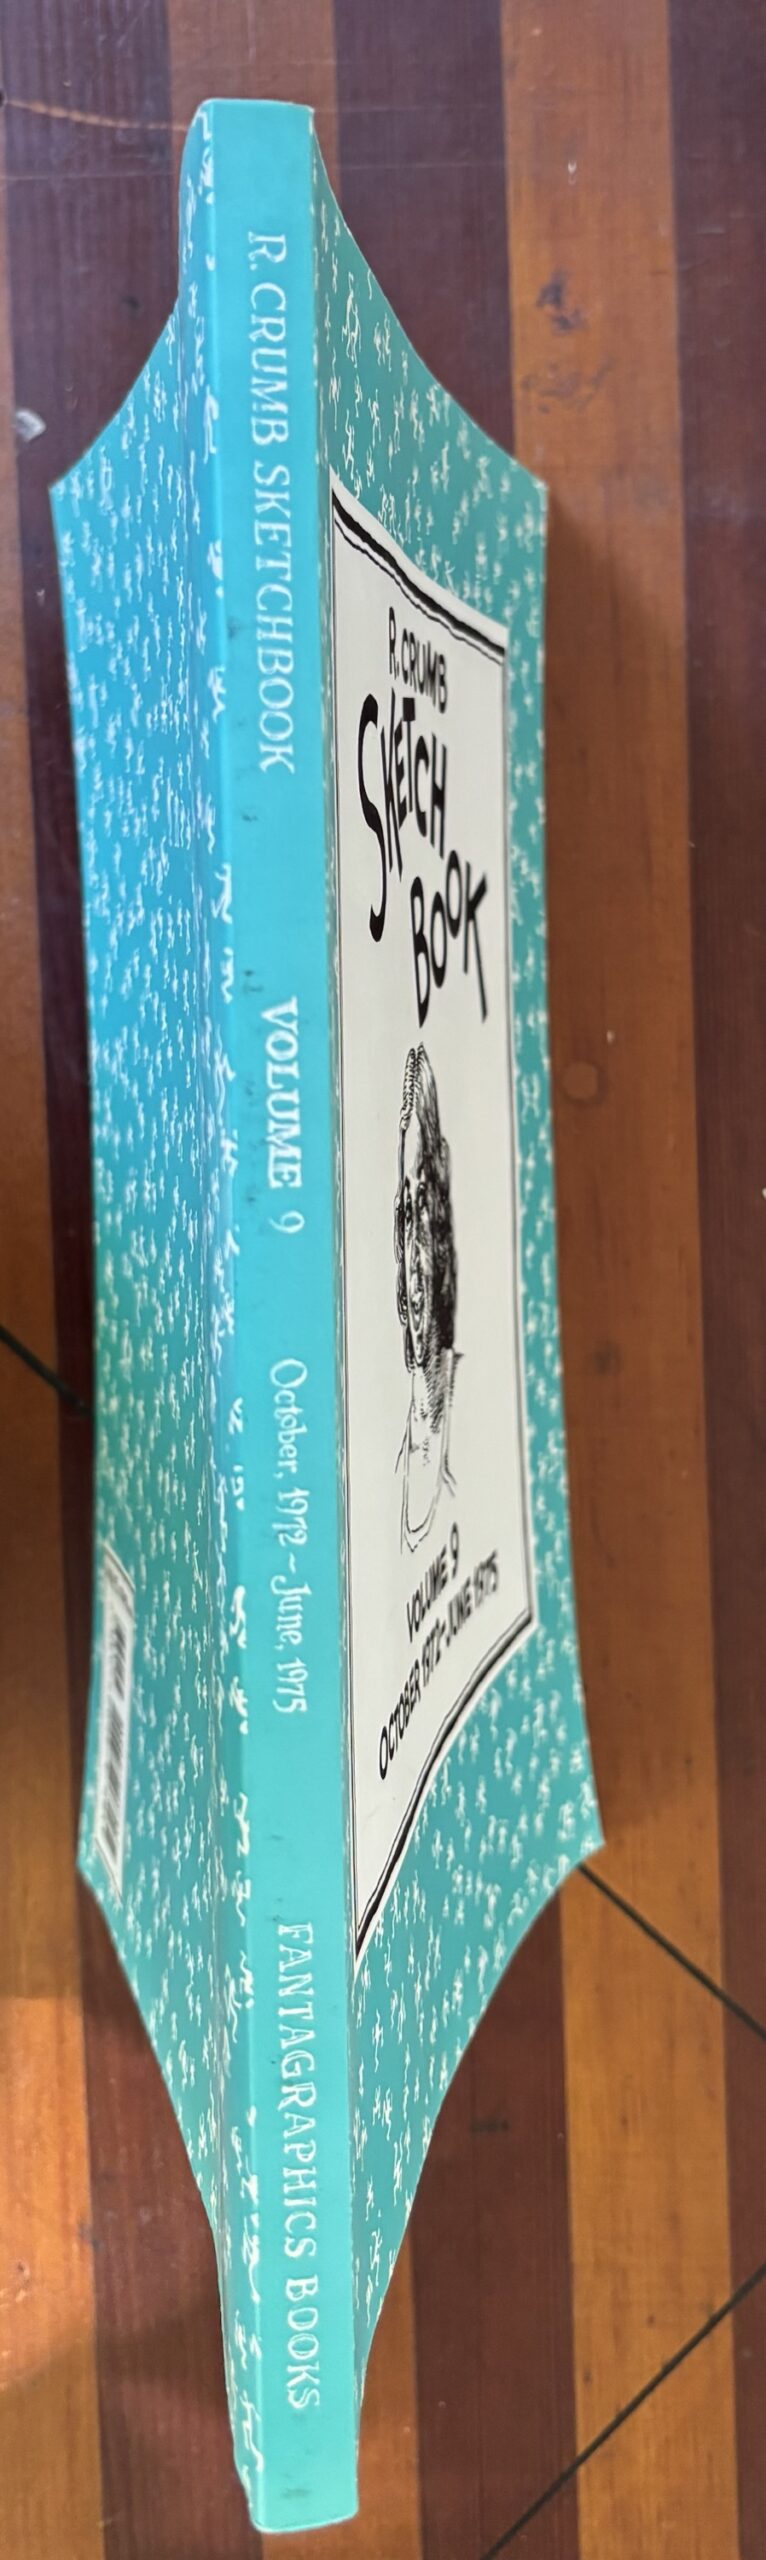 R. CRUMB SKETCHBOOK VOLUME 9 October, 1972 ~ June, 1975 FANTAGRAPHICS BOOKS
R. CRUMB
SKETCH
BOOK
VOLUME 9
OCTOBER 1972-JUNE 1975